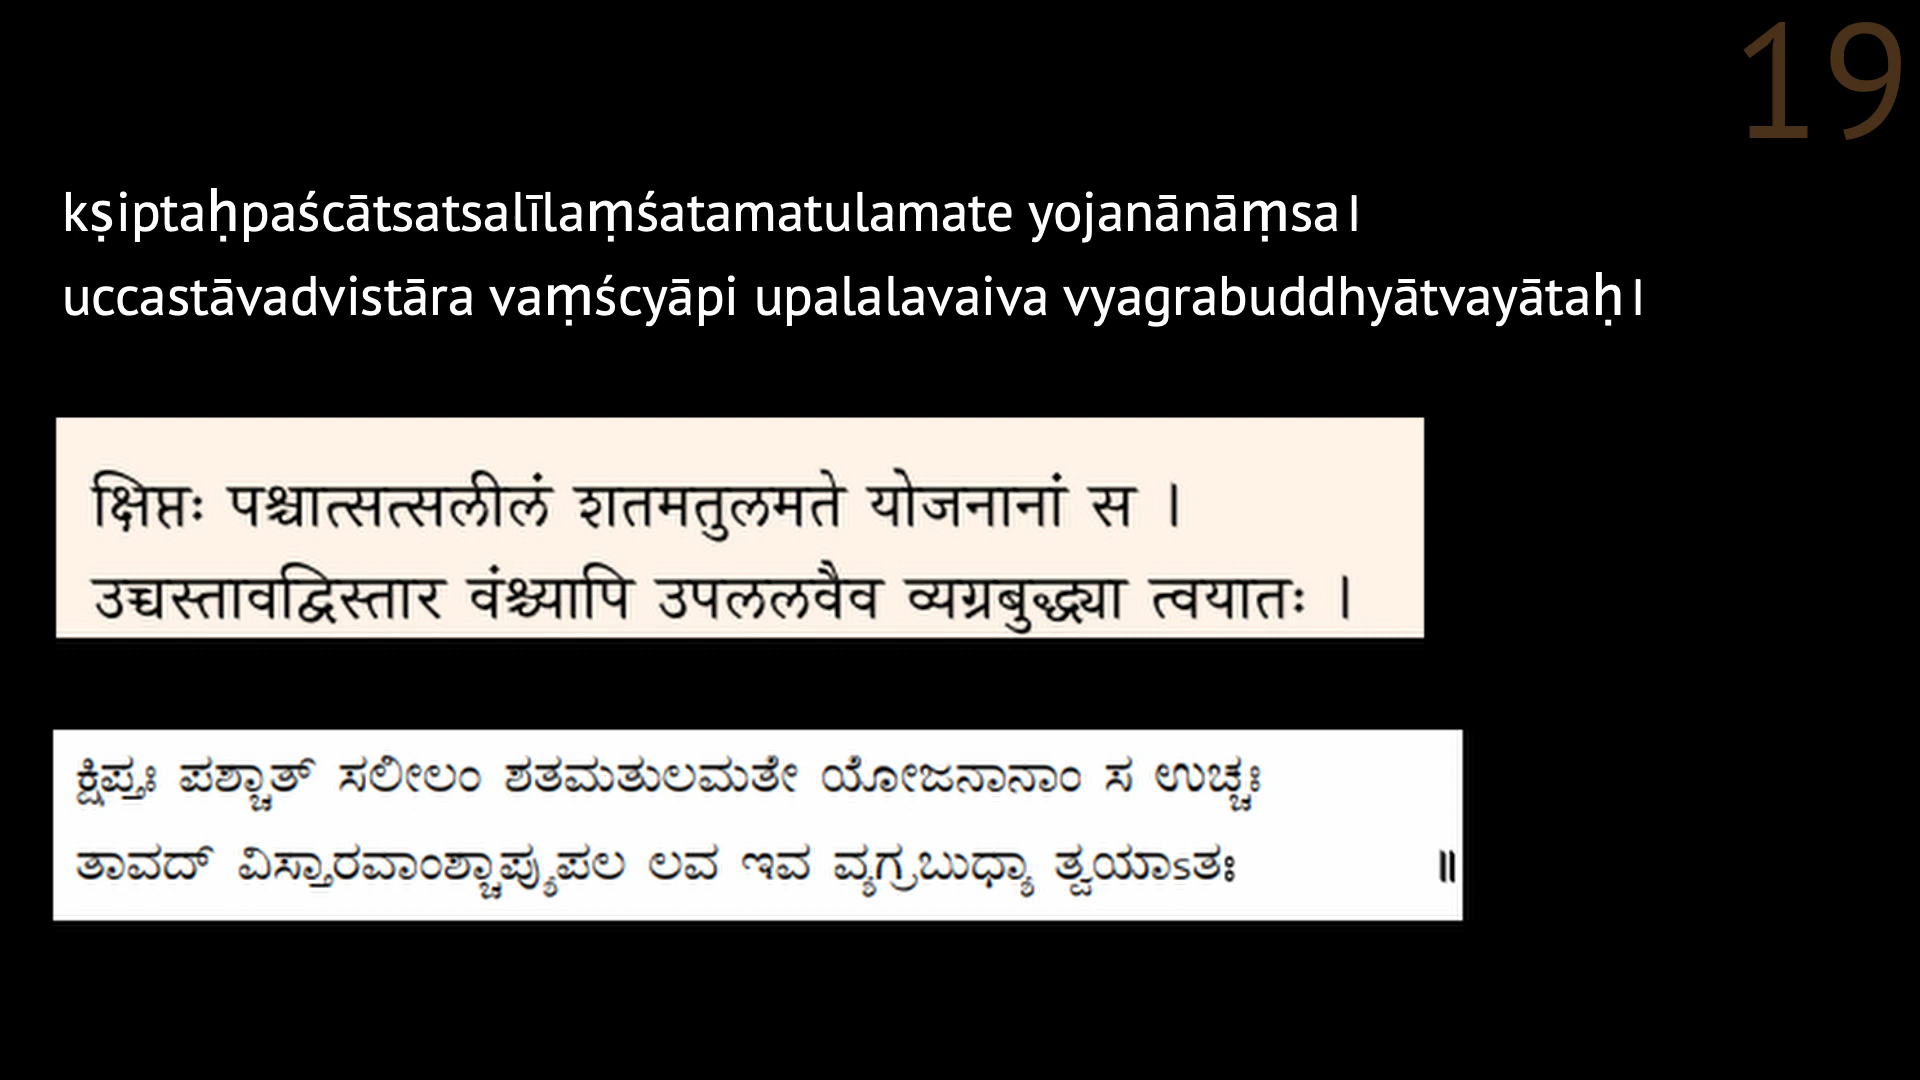 19
kṣiptaḥpaścātsatsalīlaṃśatamatulamate yojanānāṃsa।
uccastāvadvistāra vaṃścyāpi upalalavaiva vyagrabuddhyātvayātaḥ।
क्षिप्तः पश्चात्सत्सलीलं शतमतुलमते योजनानां स ।
उच्चस्तावद्विस्तार वंश्च्यापि उपललवैव व्यग्रबुद्ध्या त्वयातः ।
ಕ್ಷಿಪ್ತಃ ಪಶ್ಚಾತ್ ಸಲೀಲಂ ಶತಮತುಲಮತೇ ಯೋಜನಾನಾಂ ಸ ಉಚ್ಚಃ
ತಾವದ್ ವಿಸ್ತಾರವಾಂಶ್ಚಾಪ್ಯುಪಲ ಲವ ಇವ ವ್ಯಗ್ರಬುಧ್ಯಾ ತ್ವಯಾಽತಃ ॥